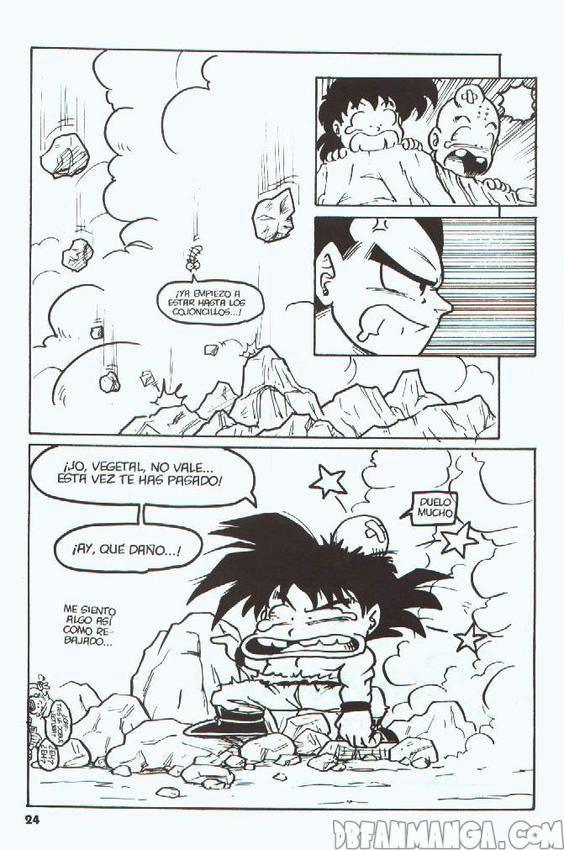 ¡YA EMPIEZO A
ESTAR HASTA LOS
COJONCILLOS...!
¡JO, VEGETAL, NO VALE...
ESTA VEZ TE HAS PASADO!
¡AY, QUÉ DAÑO...!
DUELO
MUCHO
ME SIENTO
ALGO ASÍ
COMO RE-
BAJADO...
24
DBFANMANGA.COM